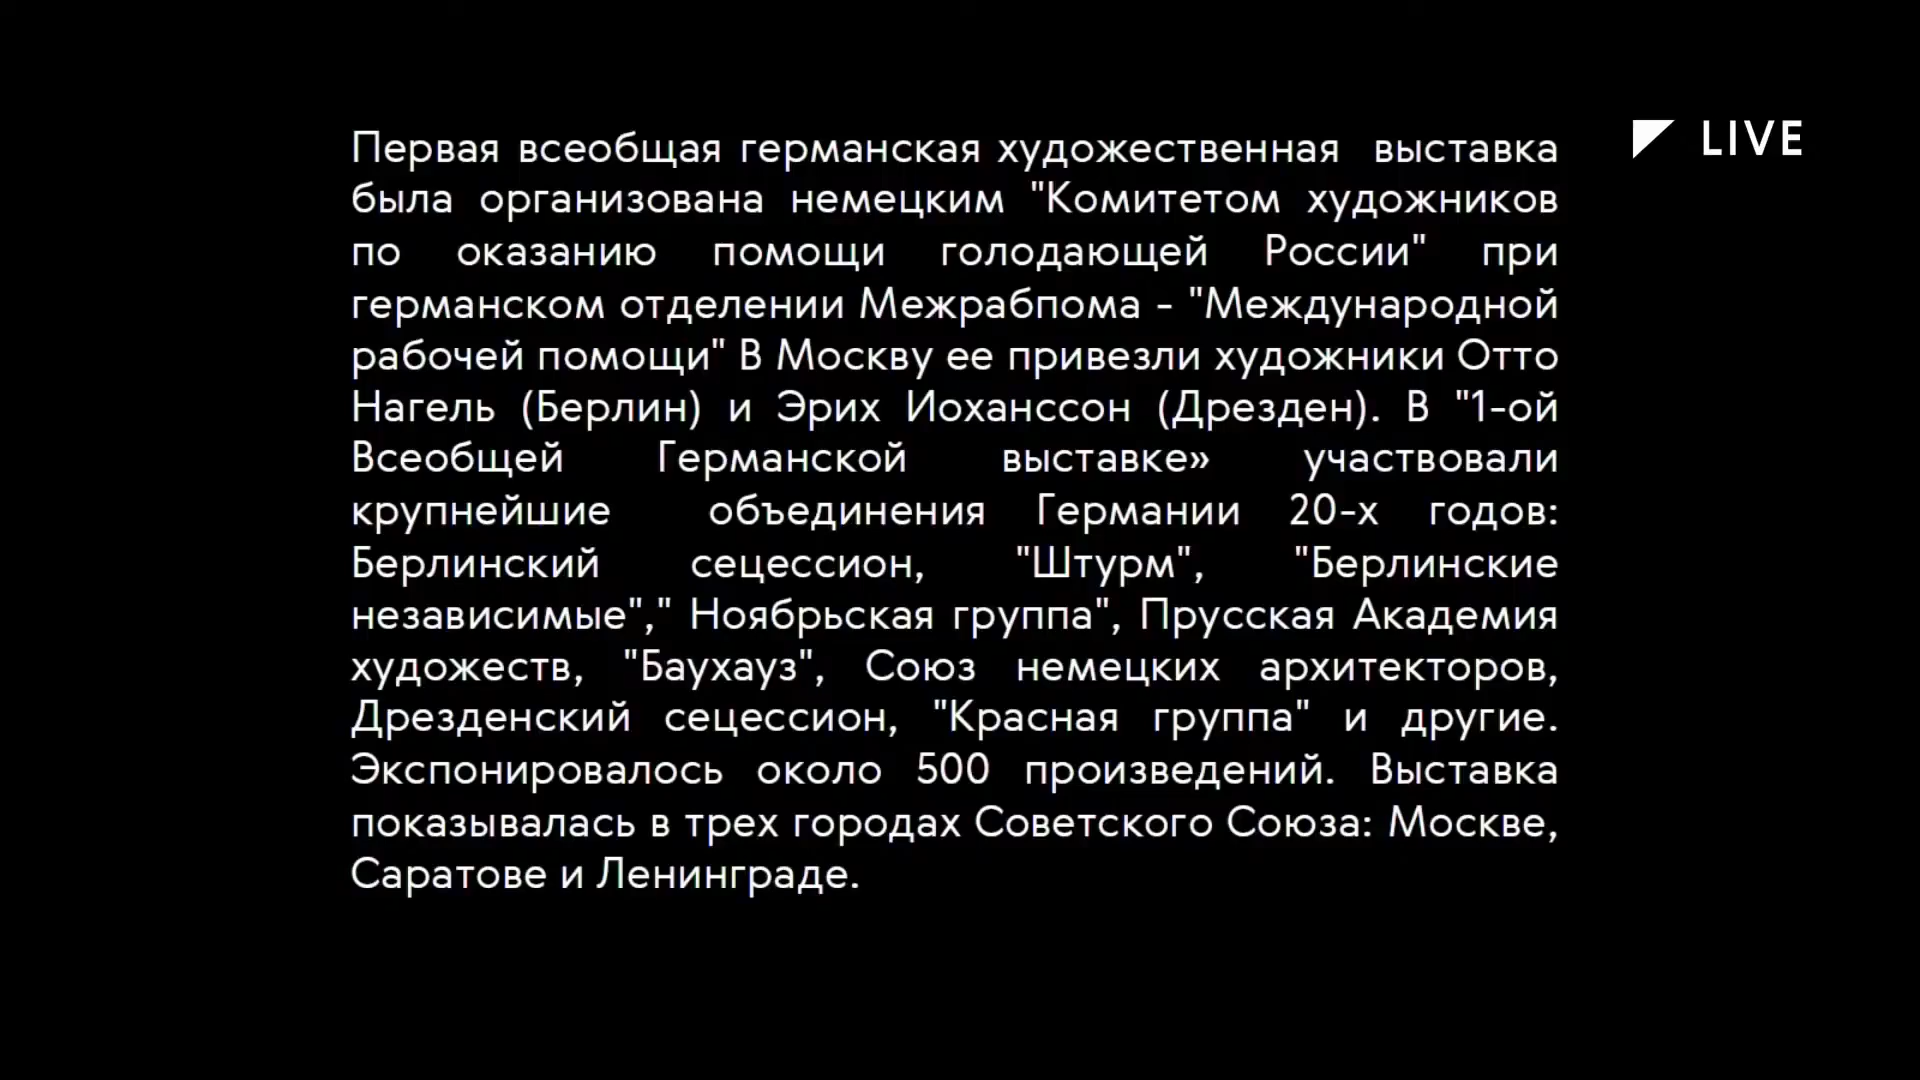 Первая всеобщая германская художественная выставка
была организована немецким "Комитетом художников
по оказанию помощи голодающей России" при
германском отделении Межрабпома - "Международной
рабочей помощи" В Москву ее привезли художники Отто
Нагель (Берлин) и Эрих Иоханссон (Дрезден). В "1-ой
Всеобщей Германской выставке» участвовали
крупнейшие объединения Германии 20-х годов:
Берлинский сецессион, "Штурм", "Берлинские
независимые"," Ноябрьская группа", Прусская Академия
художеств, "Баухауз", Союз немецких архитекторов,
Дрезденский сецессион, "Красная группа" и другие.
Экспонировалось около 500 произведений. Выставка
показывалась в трех городах Советского Союза: Москве,
Саратове и Ленинграде.
LIVE